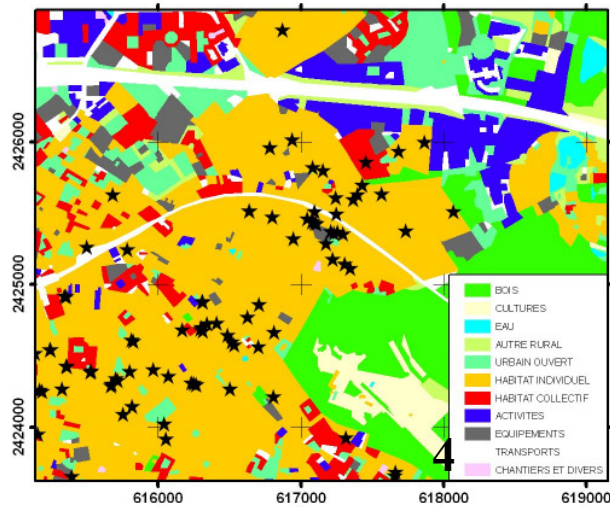 2426000
2425000
2424000
BOIS
CULTURES
EAU
AUTRE RURAL
URBAIN OUVERT
HABITAT INDIVIDUEL
HABITAT COLLECTIF
ACTIVITES
EQUIPEMENTS
TRANSPORTS
CHANTIERS ET DIVERS
4
616000 617000 618000 619000